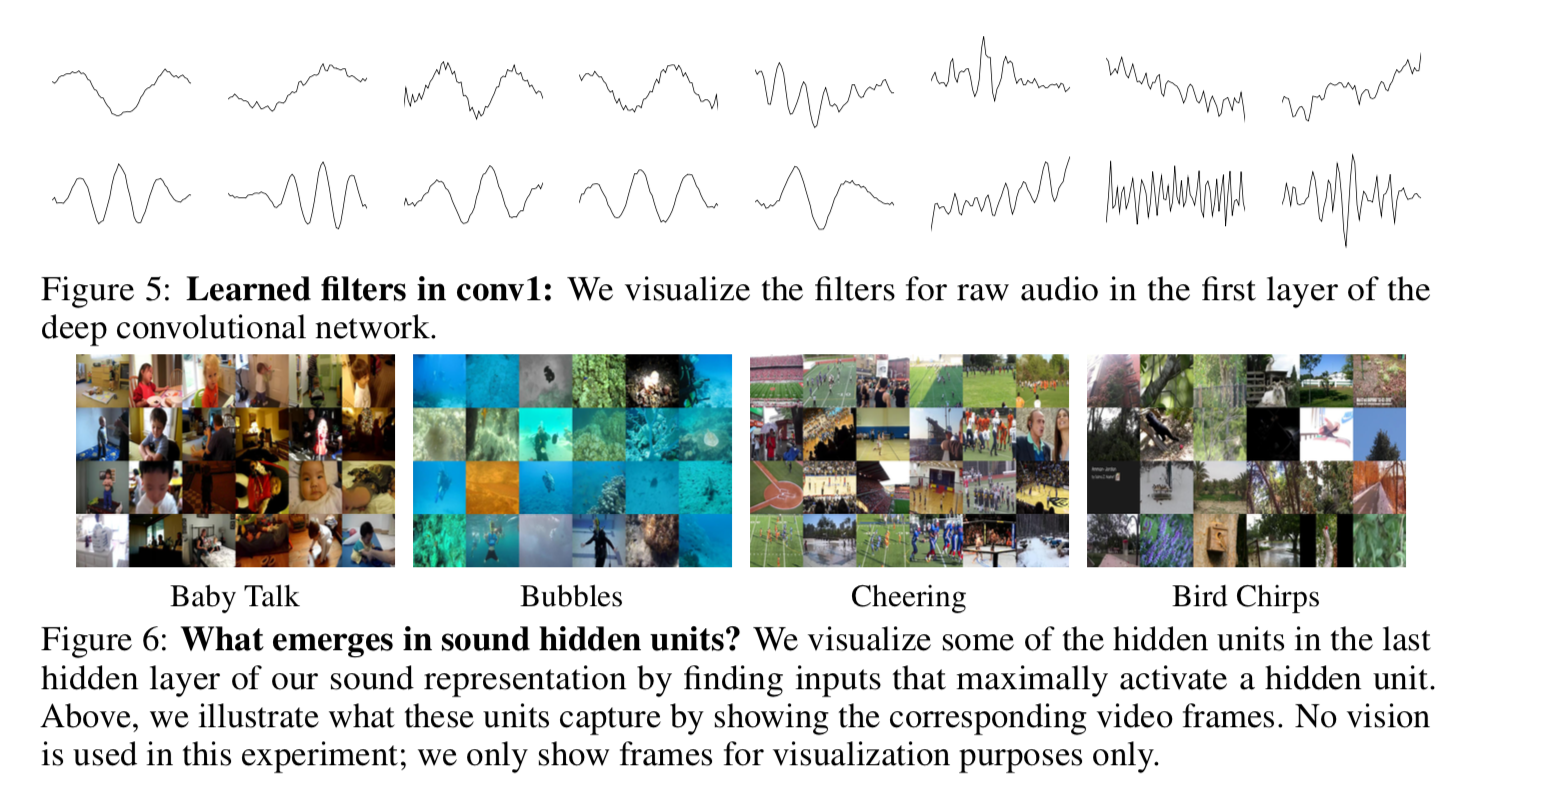 Figure 5: Learned filters in conv1: We visualize the filters for raw audio in the first layer of the
deep convolutional network.
Baby Talk
Bubbles
Cheering
Bird Chirps
Figure 6: What emerges in sound hidden units? We visualize some of the hidden units in the last
hidden layer of our sound representation by finding inputs that maximally activate a hidden unit.
Above, we illustrate what these units capture by showing the corresponding video frames. No vision
is used in this experiment; we only show frames for visualization purposes only.